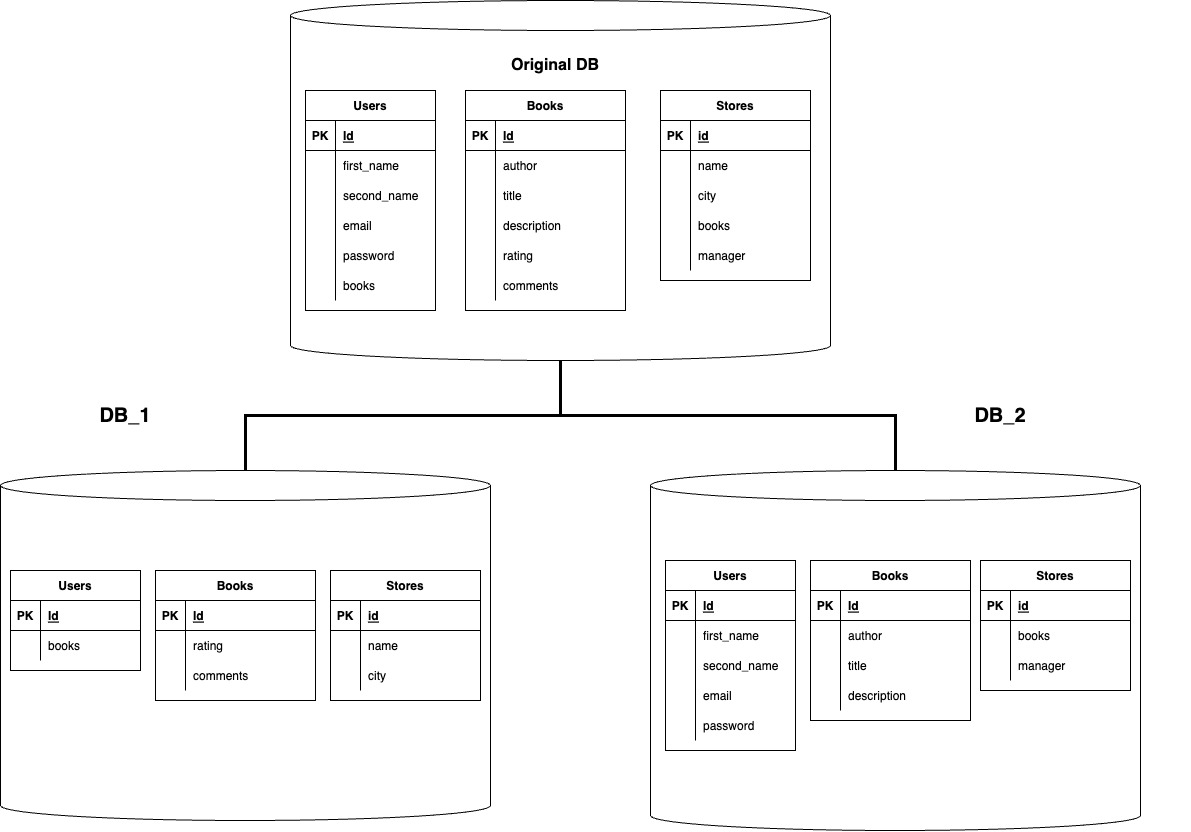 Original DB
Users
PK Id
first_name
second_name
email
password
books
Books
PK Id
author
title
description
rating
comments
Stores
PK id
name
city
books
manager
DB_1
DB_2
Users
PK Id
books
Books
PK Id
rating
comments
Stores
PK id
name
city
Users
PK Id
first_name
second_name
email
password
Books
PK Id
author
title
description
Stores
PK id
books
manager